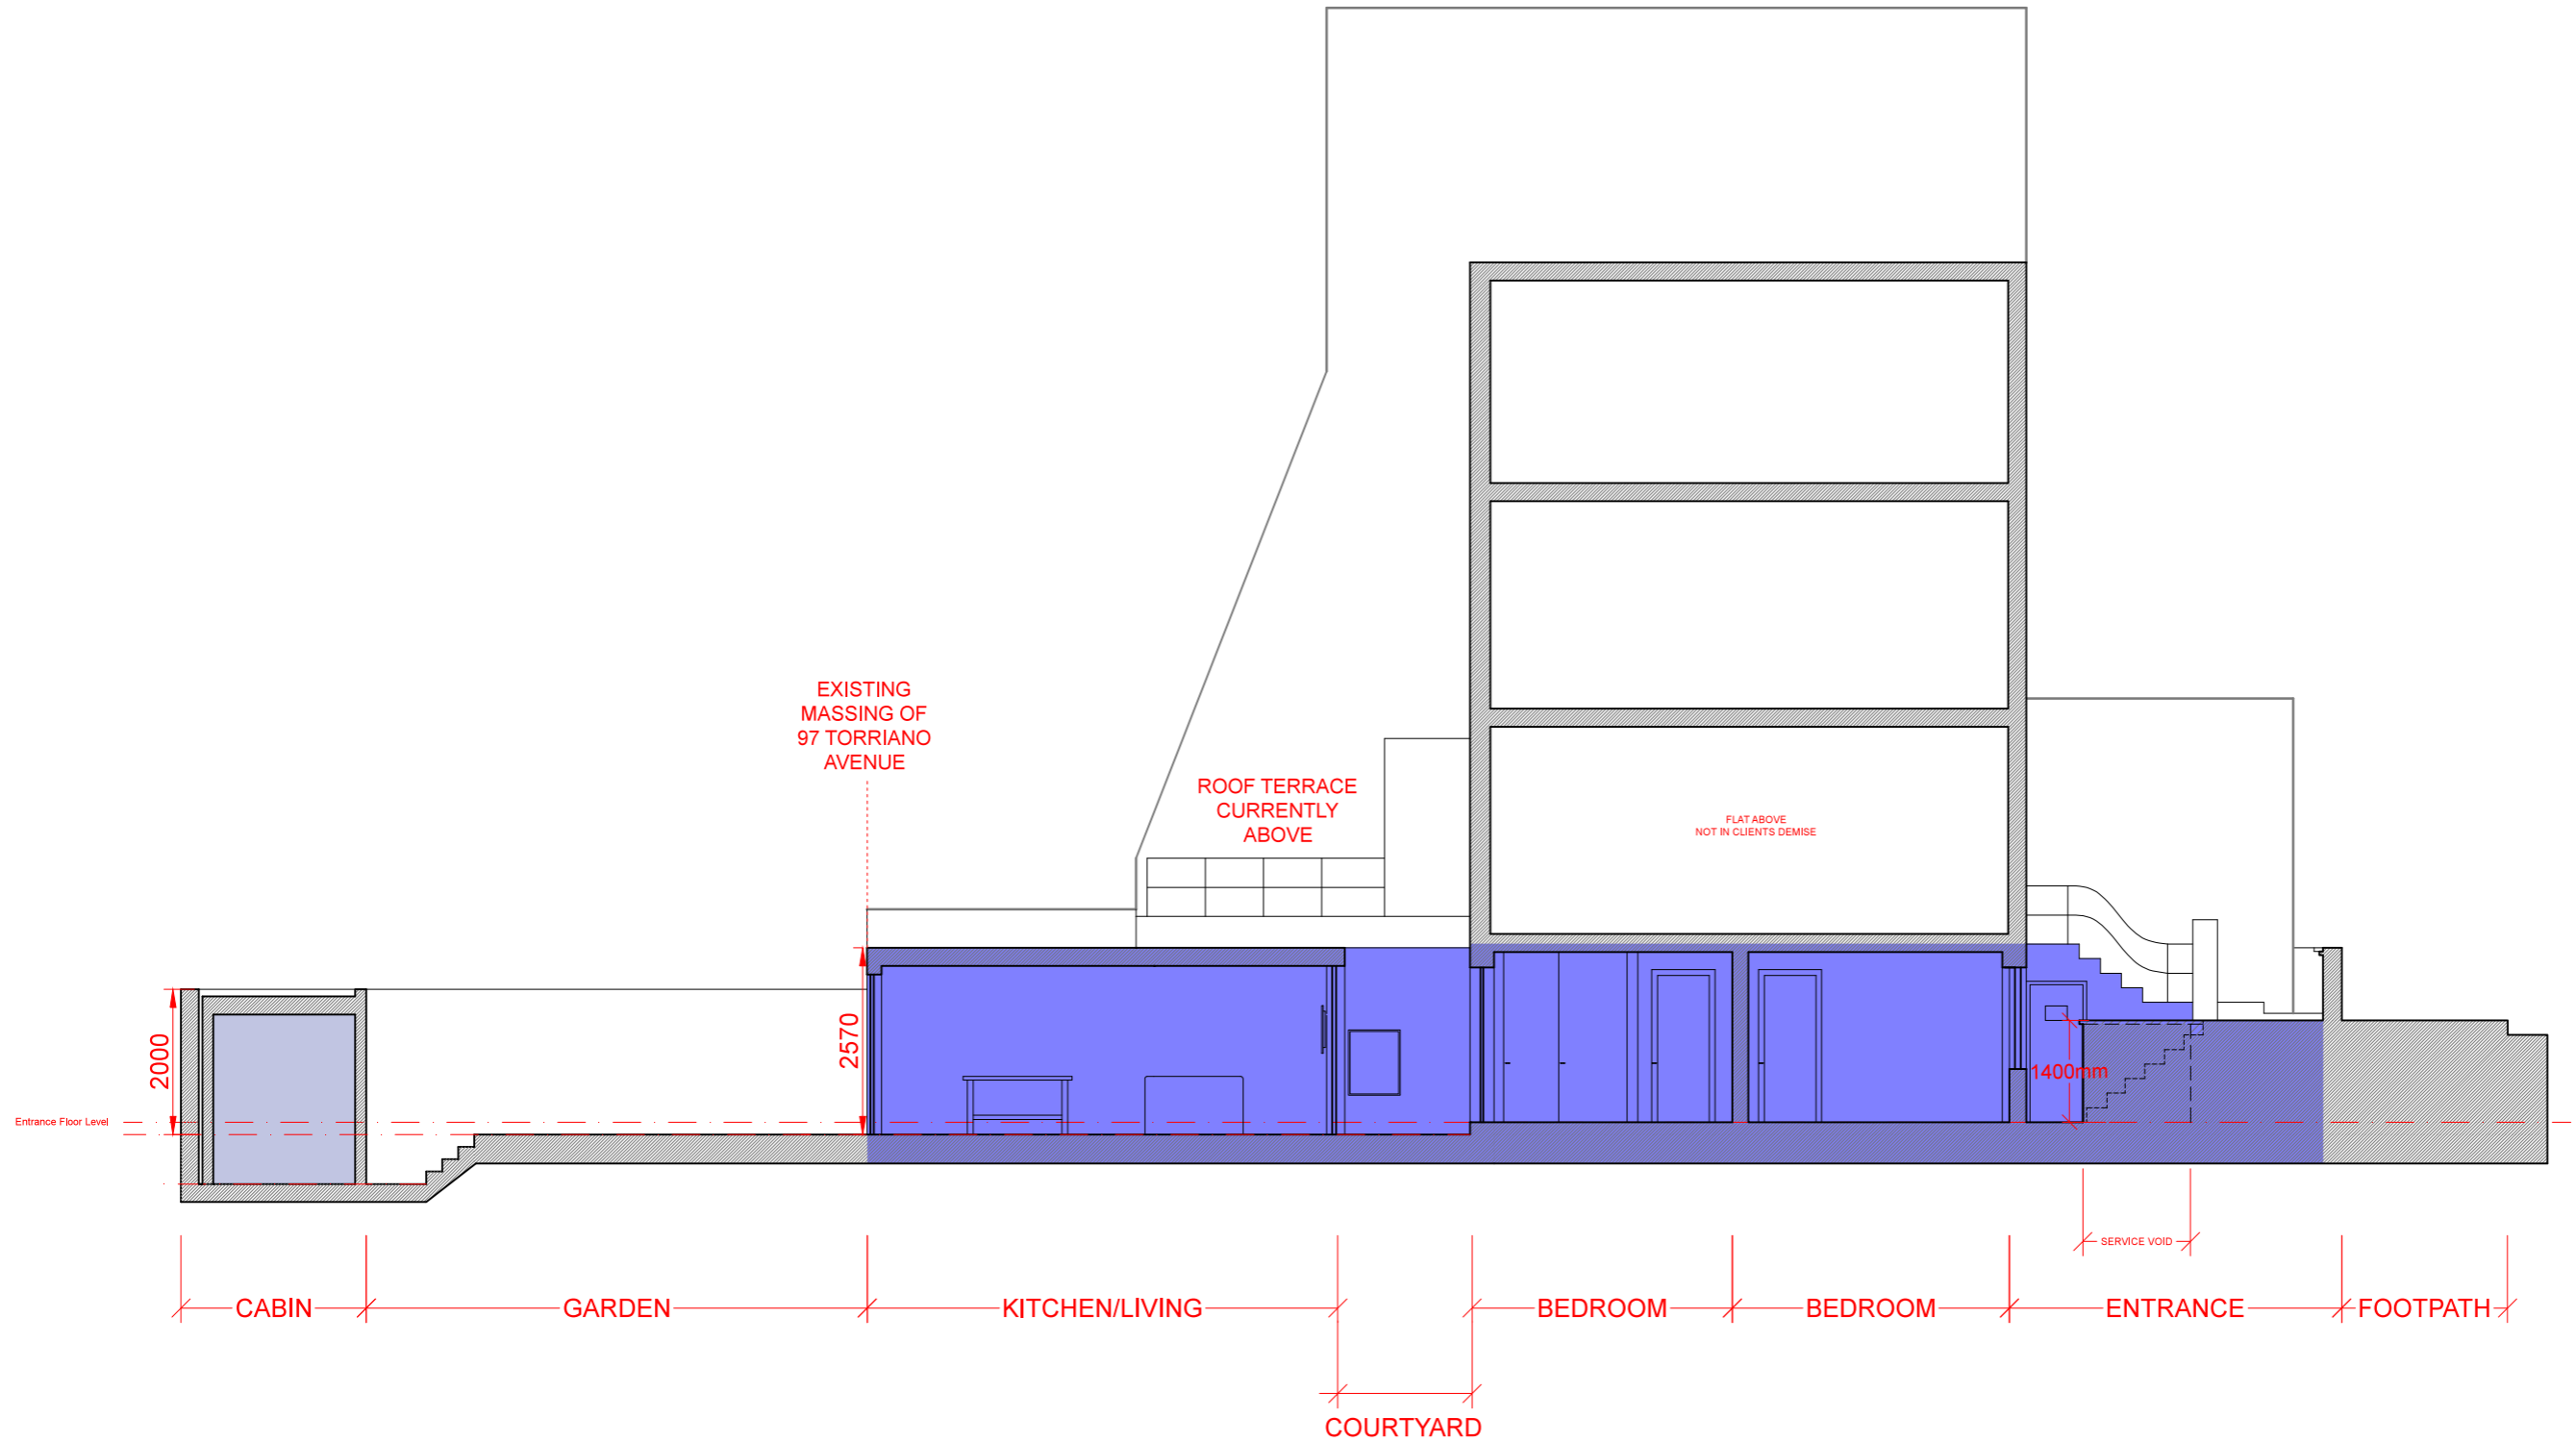 EXISTING
MASSING OF
97 TORRIANO
AVENUE
ROOF TERRACE
CURRENTLY
ABOVE
FLAT ABOVE
NOT IN CLIENTS DEMISE
2000
2570
1400mm
Entrance Floor Level
SERVICE VOID
CABIN
GARDEN
KITCHEN/LIVING
BEDROOM
BEDROOM
ENTRANCE
FOOTPATH
COURTYARD